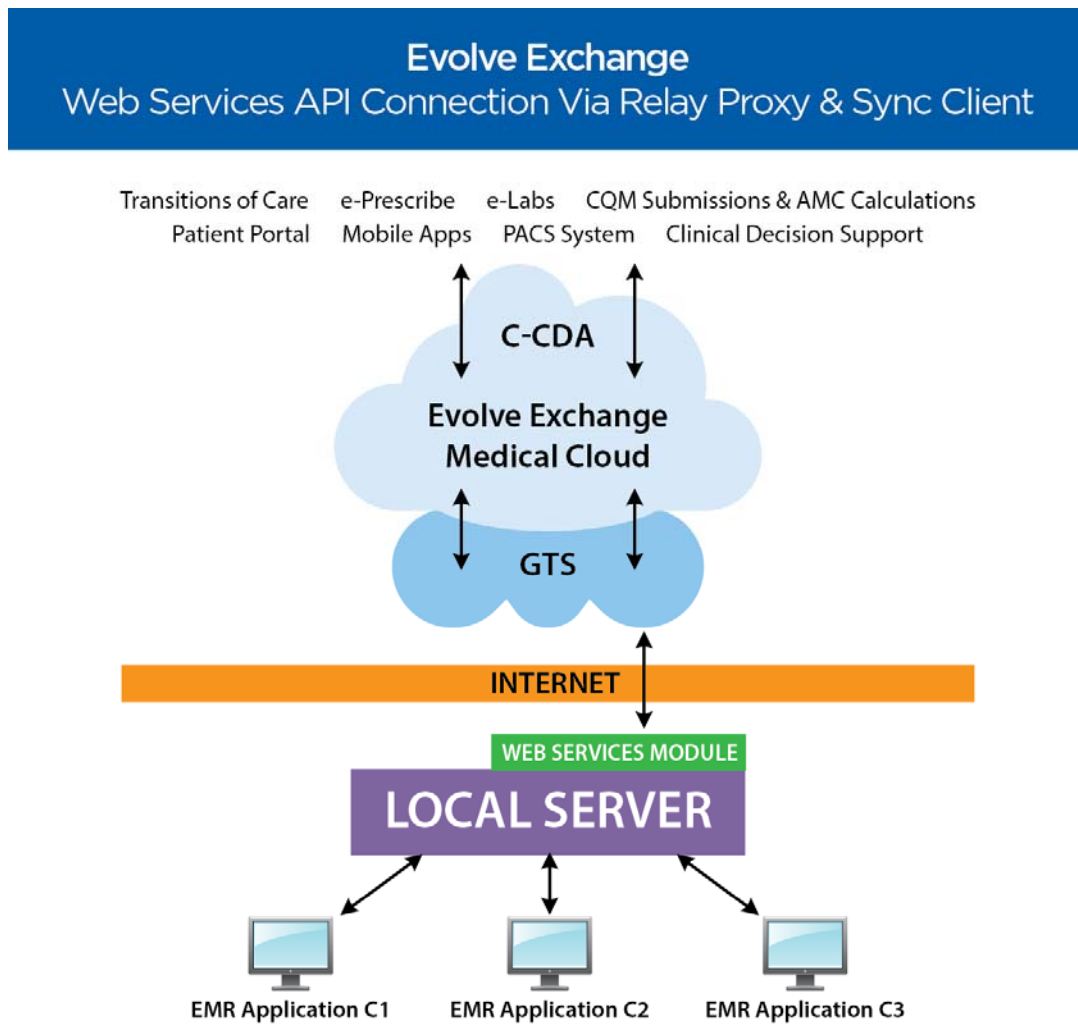 Evolve Exchange
Web Services API Connection Via Relay Proxy & Sync Client
Transitions of Care e-Prescribe e-Labs CQM Submissions & AMC Calculations
Patient Portal Mobile Apps PACS System Clinical Decision Support
C-CDA
Evolve Exchange
Medical Cloud
GTS
INTERNET
WEB SERVICES MODULE
LOCAL SERVER
EMR Application C1 EMR Application C2 EMR Application C3